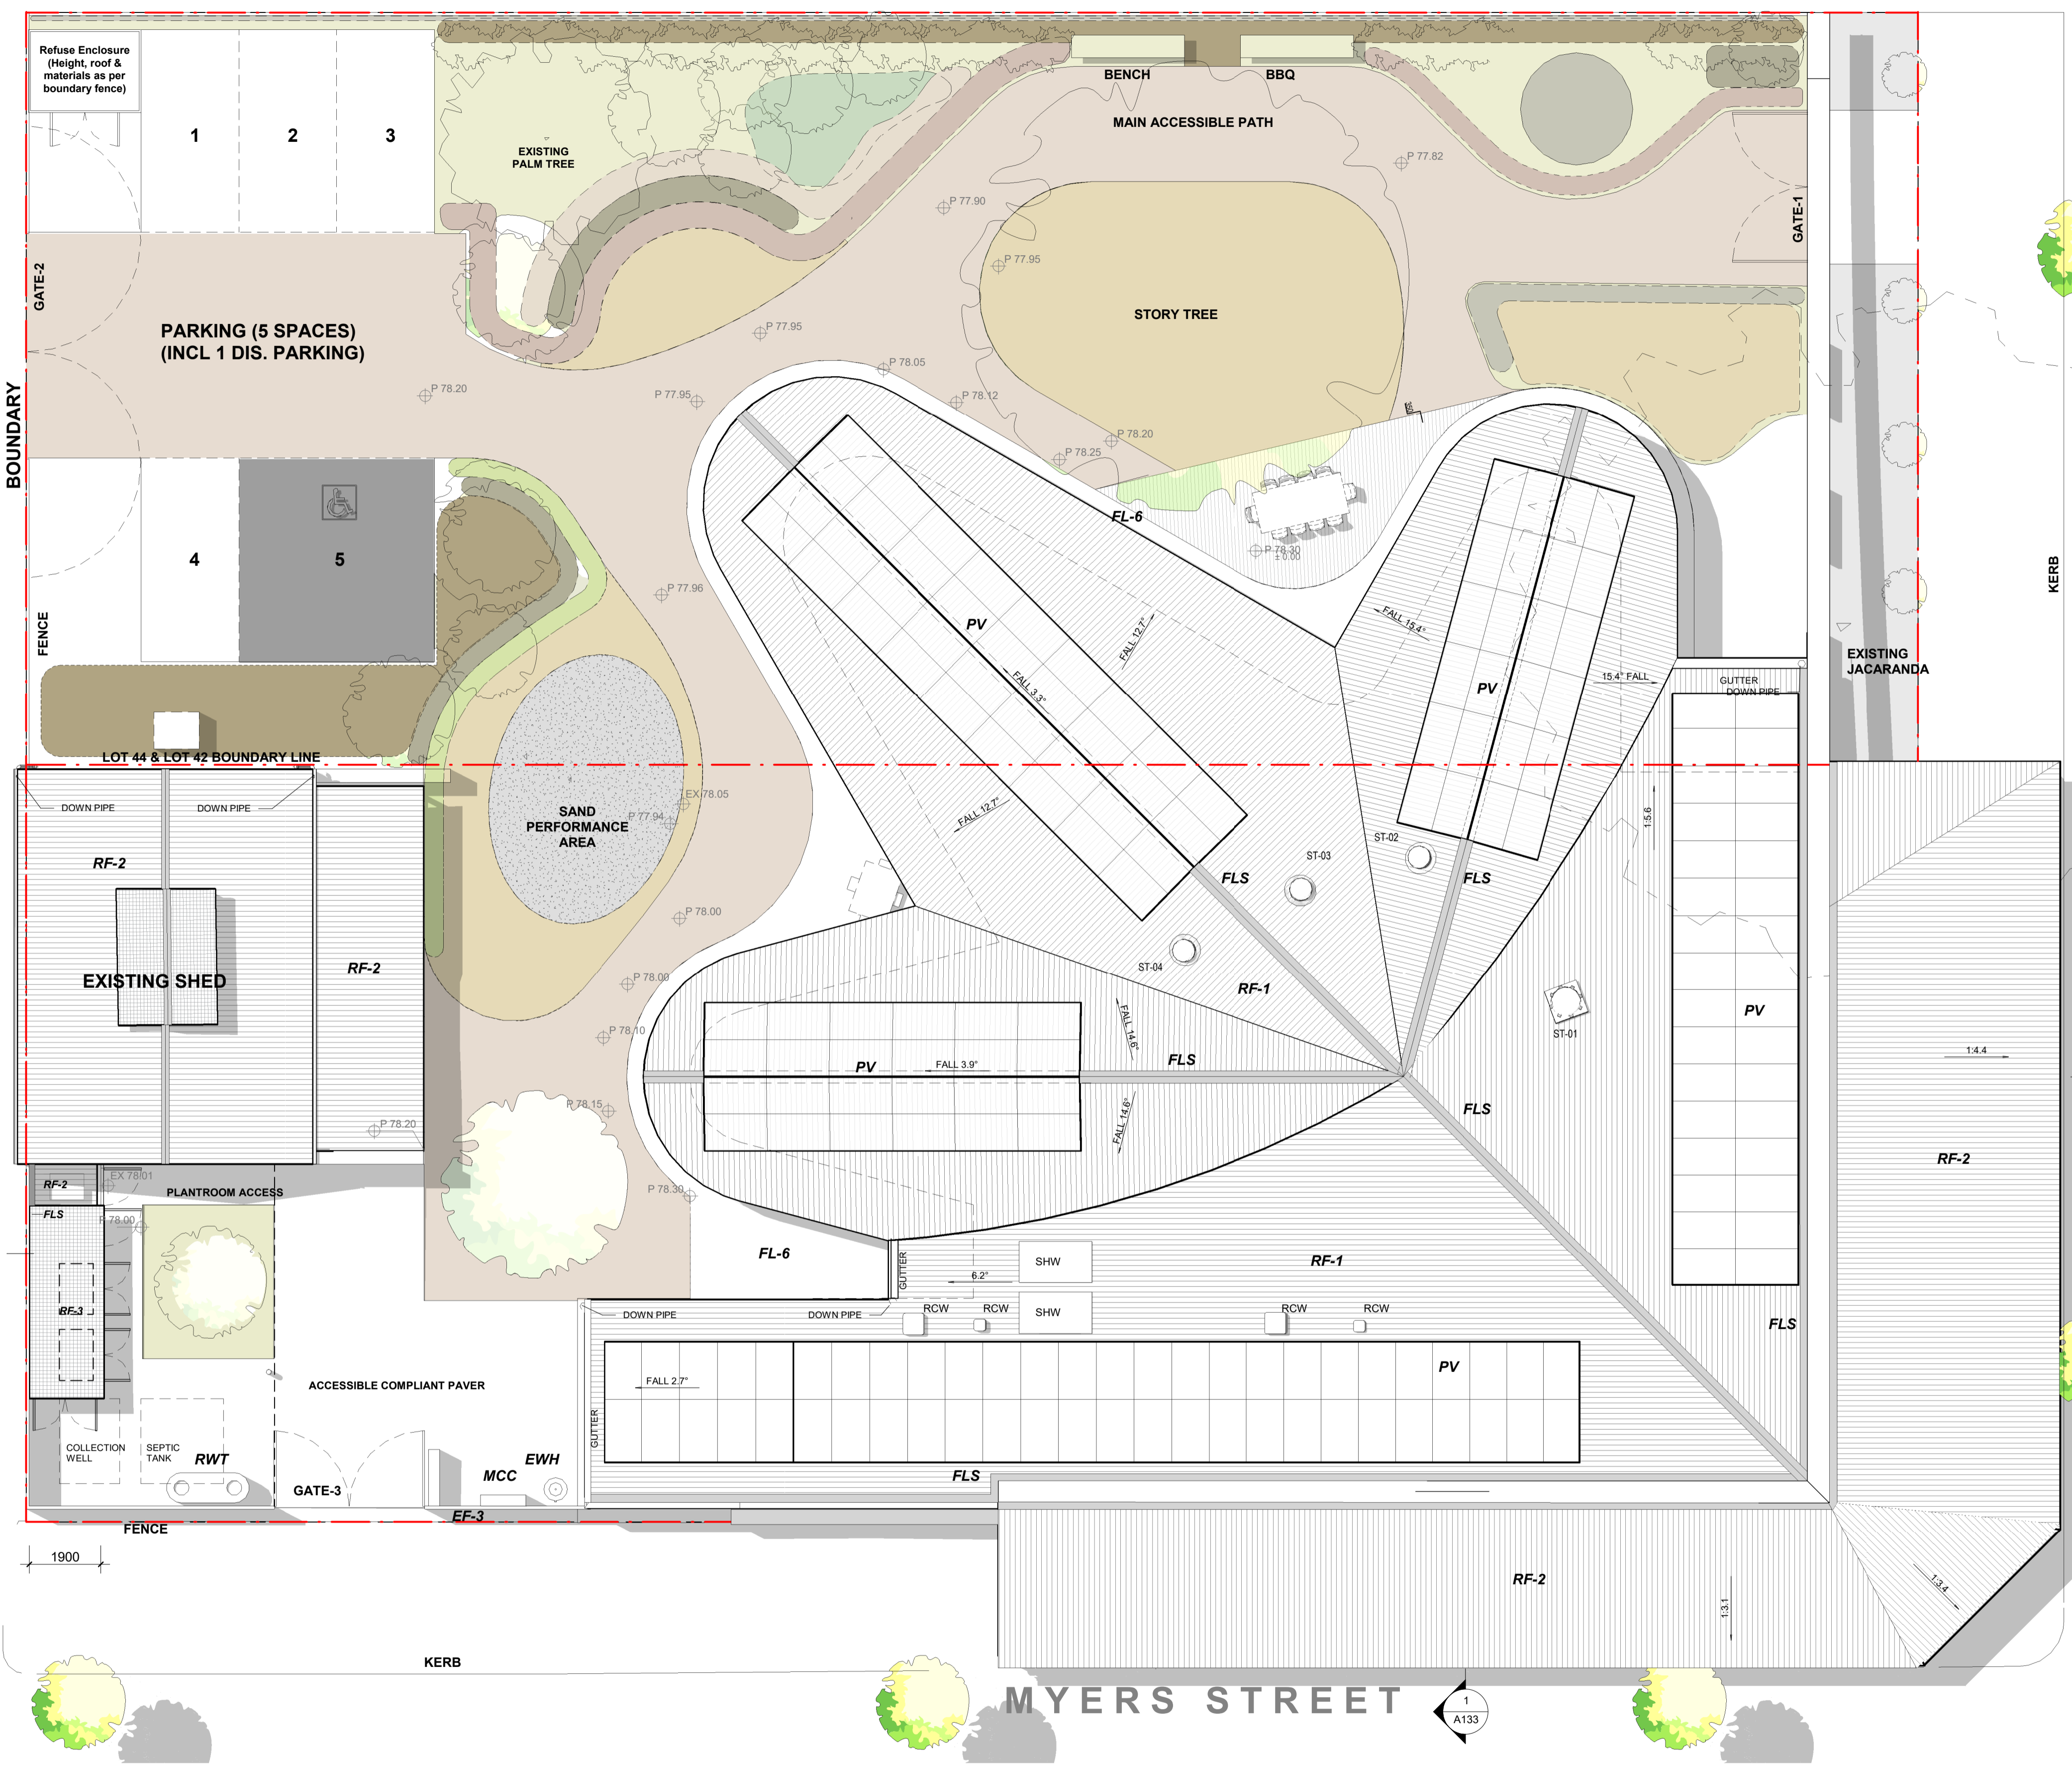 Refuse Enclosure
(Height, roof &
materials as per
boundary fence)
1
2
3
EXISTING
PALM TREE
BENCH
BBQ
MAIN ACCESSIBLE PATH
P 77.82
P 77.90
GATE-1
P 77.95
GATE-2
STORY TREE
PARKING (5 SPACES)
(INCL 1 DIS. PARKING)
P 77.95
P 78.05
BOUNDARY
P 78.20
P 77.95
P 78.12
350
P 78.20
P 78.25
FL-6
P 78.30
± 0.00
4
5
KERB
P 77.96
FENCE
PV
FALL 12.7°
FALL 15.4°
EXISTING
JACARANDA
FALL 3.3°
PV
15.4° FALL
GUTTER
DOWN PIPE
LOT 44 & LOT 42 BOUNDARY LINE
DOWN PIPE
DOWN PIPE
SAND
PERFORMANCE
AREA
EX 78.05
P 77.94
FALL 12.7°
1:5.6
ST-02
ST-03
RF-2
FLS
FLS
P 78.00
EXISTING SHED
RF-2
ST-04
P 78.00
RF-1
PV
ST-01
P 78.10
FALL 14.6°
PV
FALL 3.9°
FLS
1:4.4
P 78.15
FALL 14.6°
FLS
P 78.20
RF-2
EX 78.01
RF-2
PLANTROOM ACCESS
P 78.30
FLS
P 78.00
FL-6
GUTTER
SHW
RF-1
6.2°
RF-3
DOWN PIPE
DOWN PIPE
RCW
RCW
SHW
RCW
RCW
FLS
PV
ACCESSIBLE COMPLIANT PAVER
FALL 2.7°
GUTTER
COLLECTION
WELL
SEPTIC
TANK
RWT
EWH
MCC
FLS
GATE-3
EF-3
FENCE
1900
RF-2
1:3.1
1:3.4
KERB
MYERS STREET
1
A133